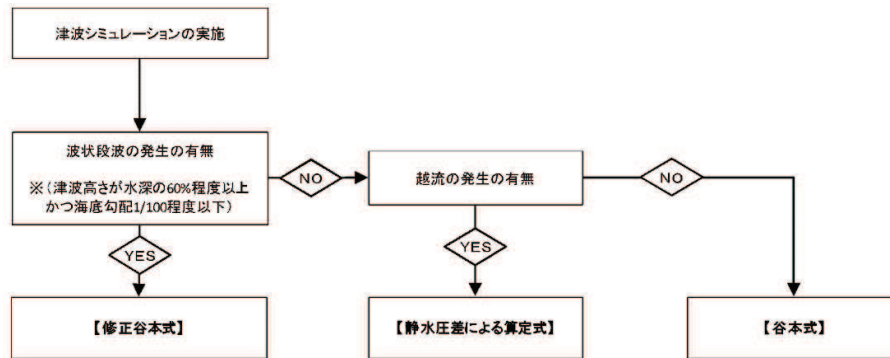 津波シミュレーションの実施
波状段波の発生の有無
※（津波高さが水深の60%程度以上
かつ海底勾配1/100程度以下）
NO
越流の発生の有無
NO
YES
YES
【修正谷本式】
【静水圧差による算定式】
【谷本式】